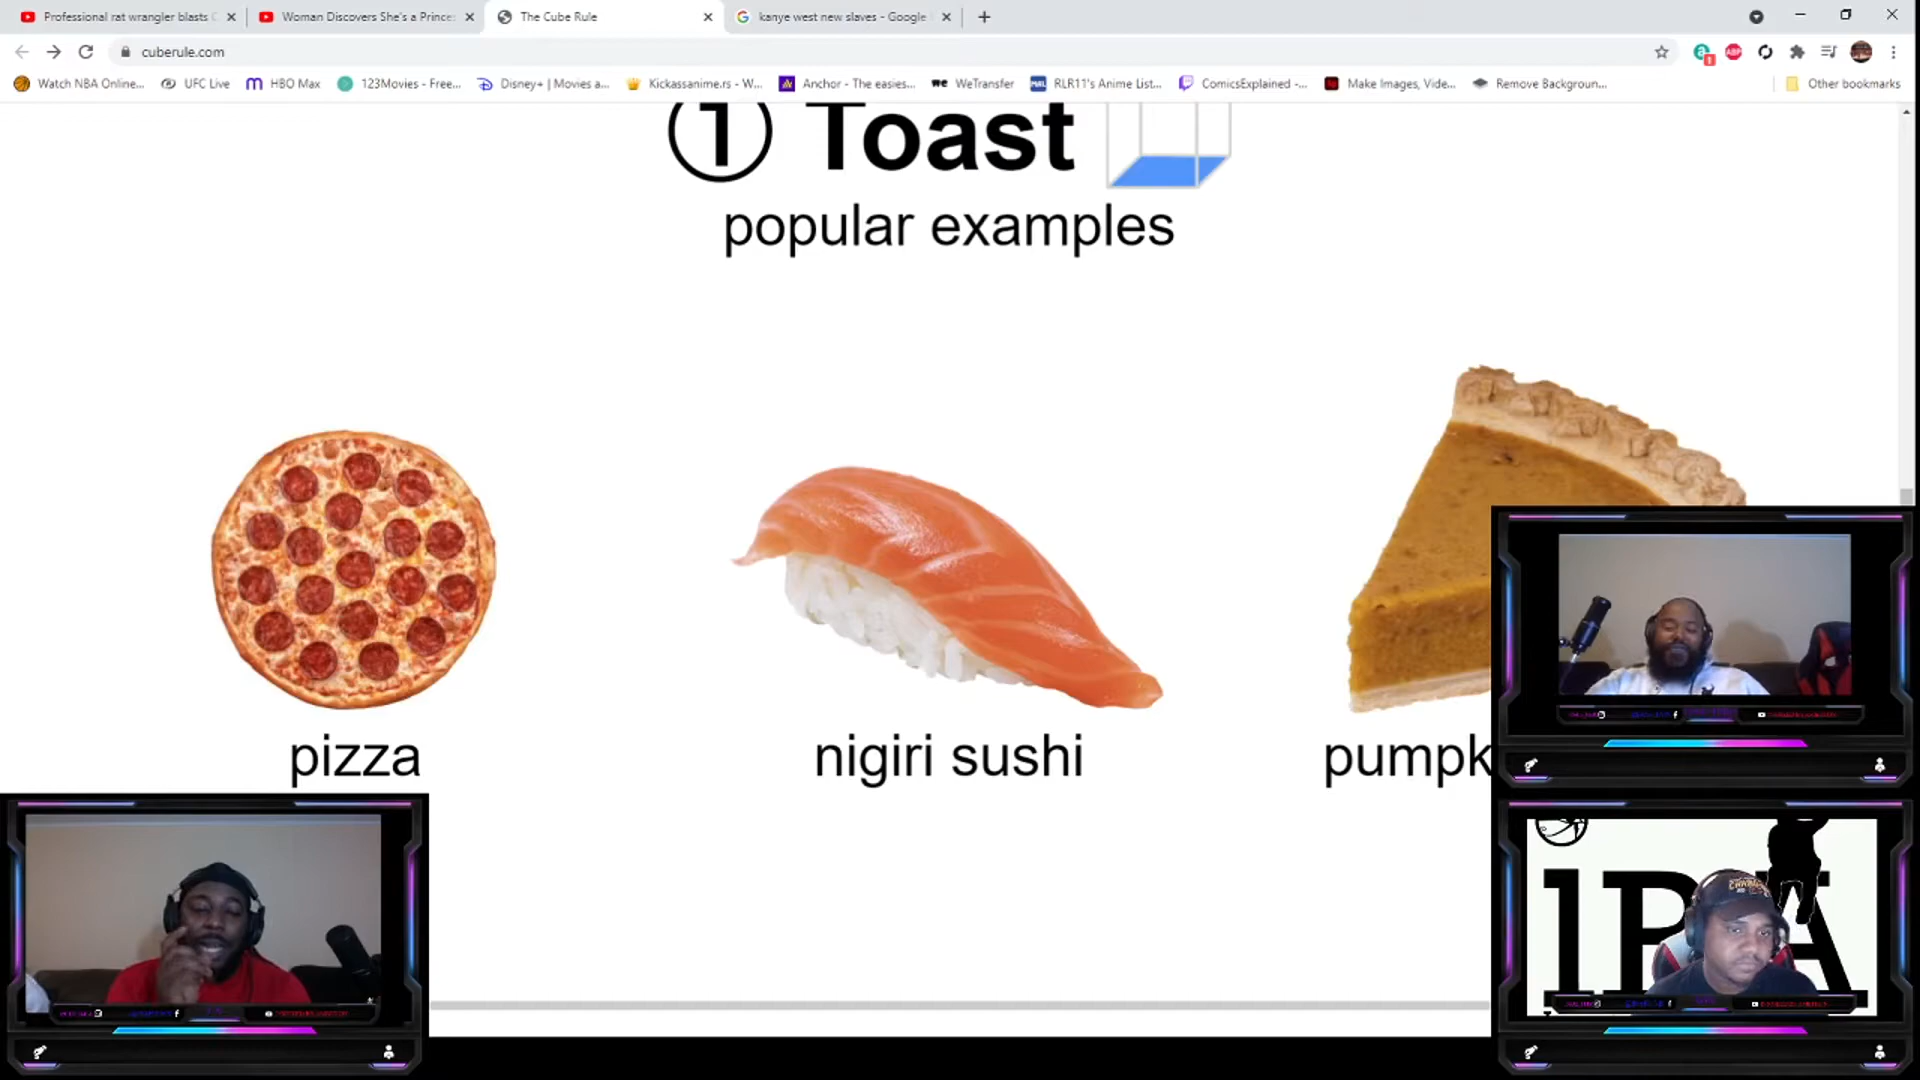 Professional rat wrangler blasts
Woman Discovers She's a Prince
The Cube Rule
kanye west new slaves - Google
cuberule.com
Watch NBA Online...
UFC Live
HBO Max
123Movies - Free...
Disney+ | Movies a...
Kickassanime.rs - W...
Anchor - The easies...
WeTransfer
RLR11's Anime List...
ComicsExplained -...
Make Images, Vide...
Remove Backgroun...
Other bookmarks
① Toast
popular examples
pizza
nigiri sushi
pumpk